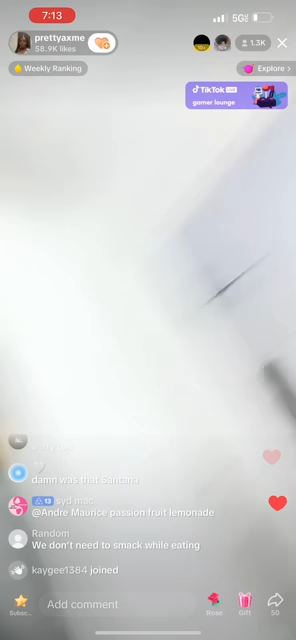 7:13
5G
prettyaxme
58.9K likes
1.3K
Weekly Ranking
Explore >
TikTok LIVE
gamer lounge
damn was that Santana
13 syd mac
@Andre Maurice passion fruit lemonade
Random
We don't need to smack while eating
kaygee1384 joined
Subsc...
Add comment
Rose
Gift
50